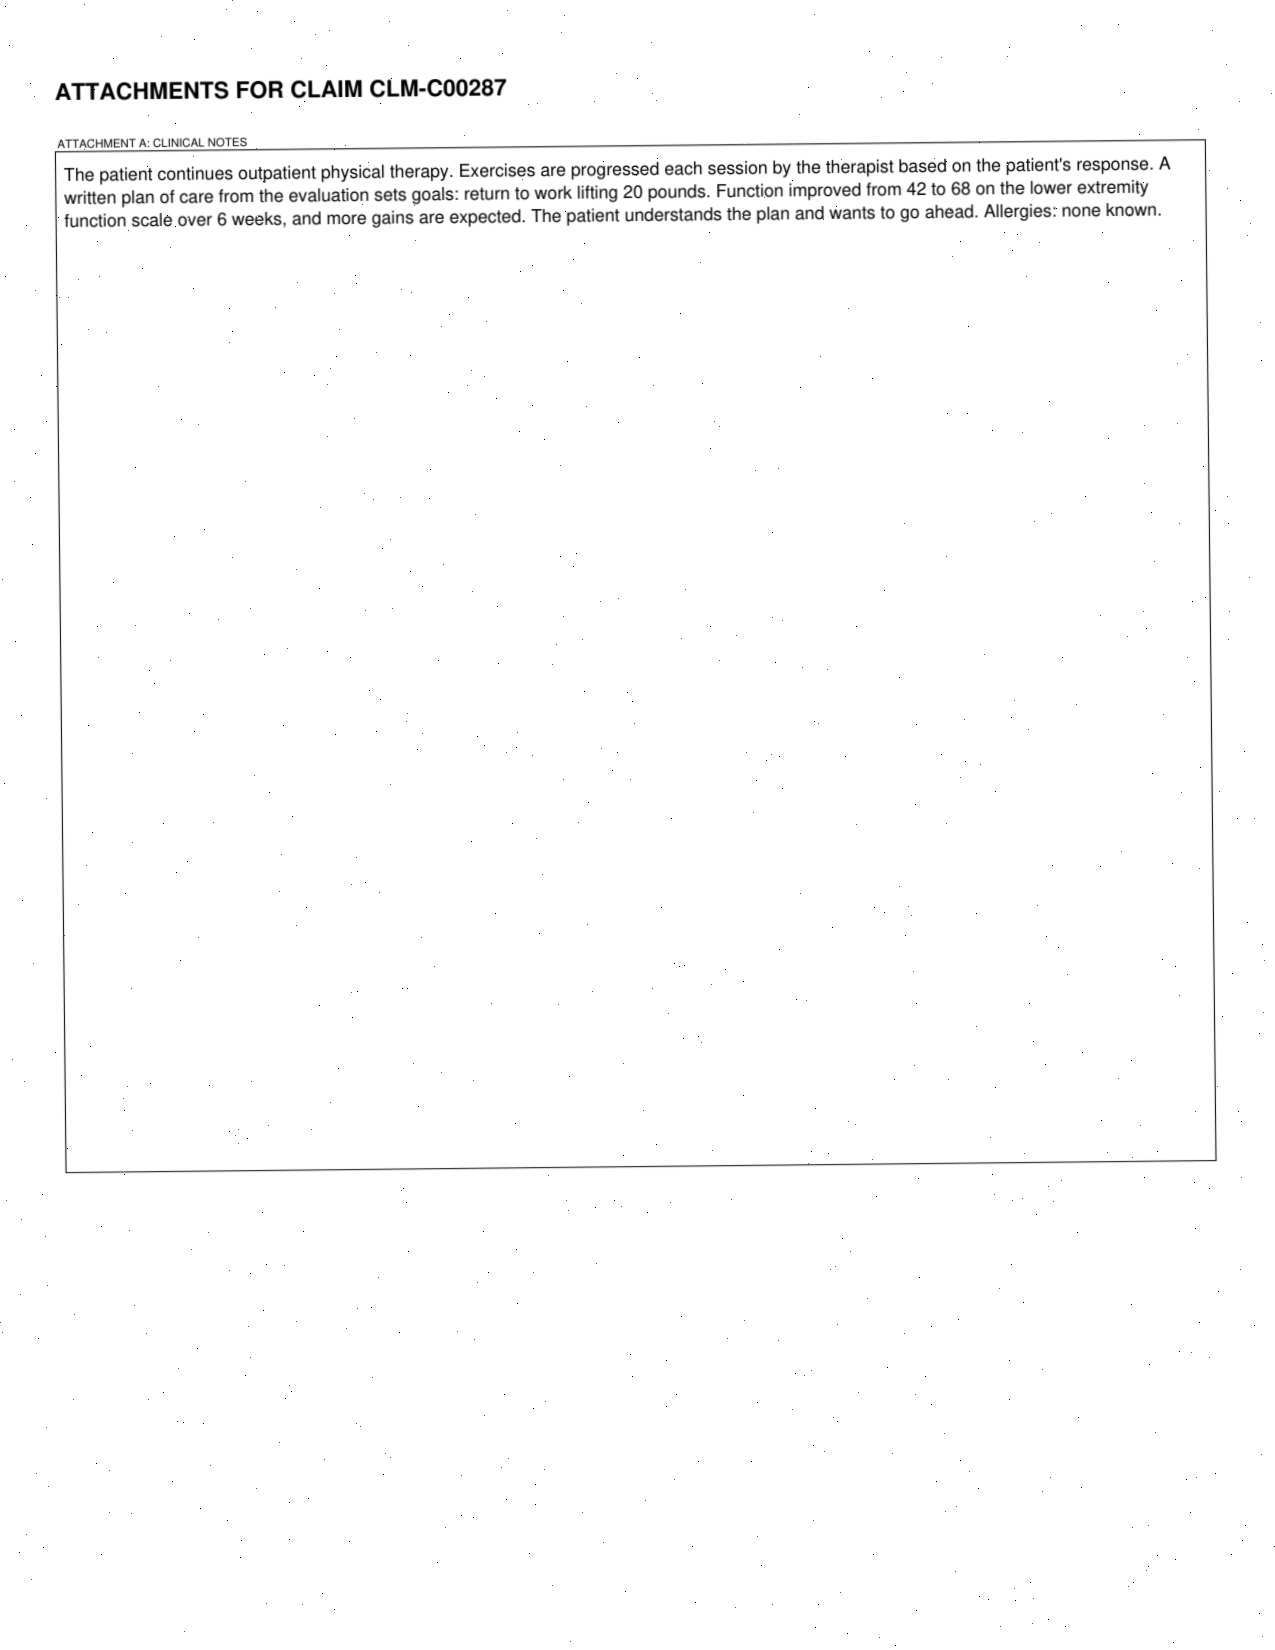 ATTACHMENTS FOR CLAIM CLM-C00287
ATTACHMENT A: CLINICAL NOTES
The patient continues outpatient physical therapy. Exercises are progressed each session by the therapist based on the patient's response. A
written plan of care from the evaluation sets goals: return to work lifting 20 pounds. Function improved from 42 to 68 on the lower extremity
function scale over 6 weeks, and more gains are expected. The patient understands the plan and wants to go ahead. Allergies: none known.